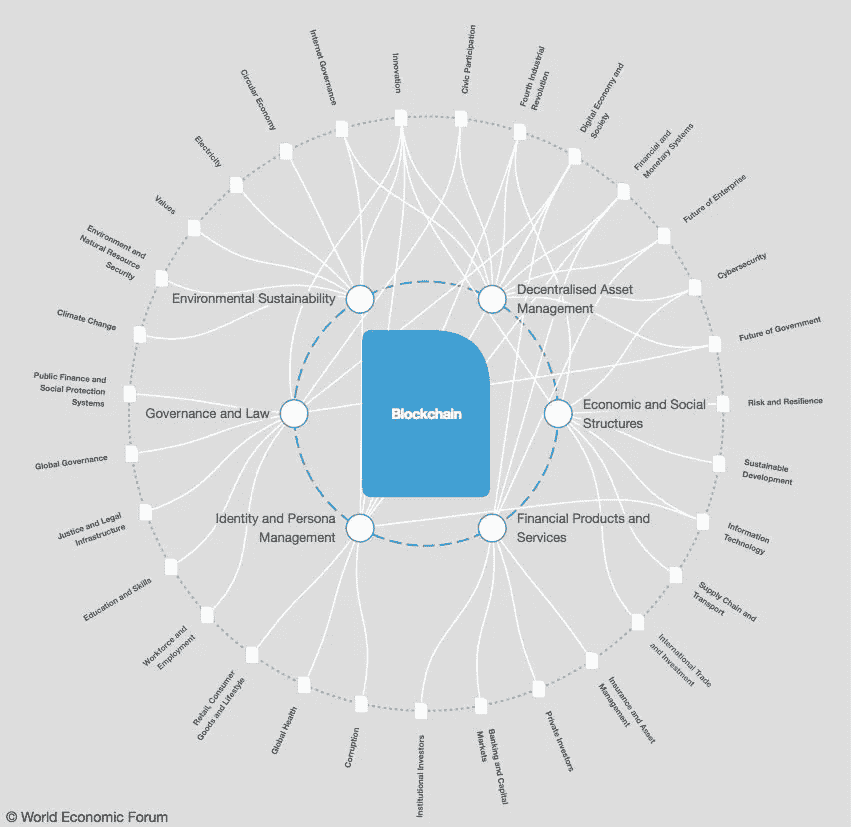 Innovation
Civic Participation
Fourth Industrial
Revolution
Digital Economy and
Society
Financial and
Monetary Systems
Future of Enterprise
Cybersecurity
Future of Government
Risk and Resilience
Sustainable
Development
Information
Technology
Supply Chain and
Transport
International Trade
and Investment
Insurance and Asset
Management
Private Investors
Banking and Capital
Markets
Institutional Investors
Corruption
Global Health
Retail, Consumer
Goods and Lifestyle
Workforce and
Employment
Education and Skills
Justice and Legal
Infrastructure
Global Governance
Public Finance and
Social Protection
Systems
Climate Change
Environment and
Natural Resource
Security
Values
Electricity
Circular Economy
Internet Governance
Environmental Sustainability
Decentralised Asset
Management
Governance and Law
Blockchain
Economic and Social
Structures
Identity and Persona
Management
Financial Products and
Services
© World Economic Forum